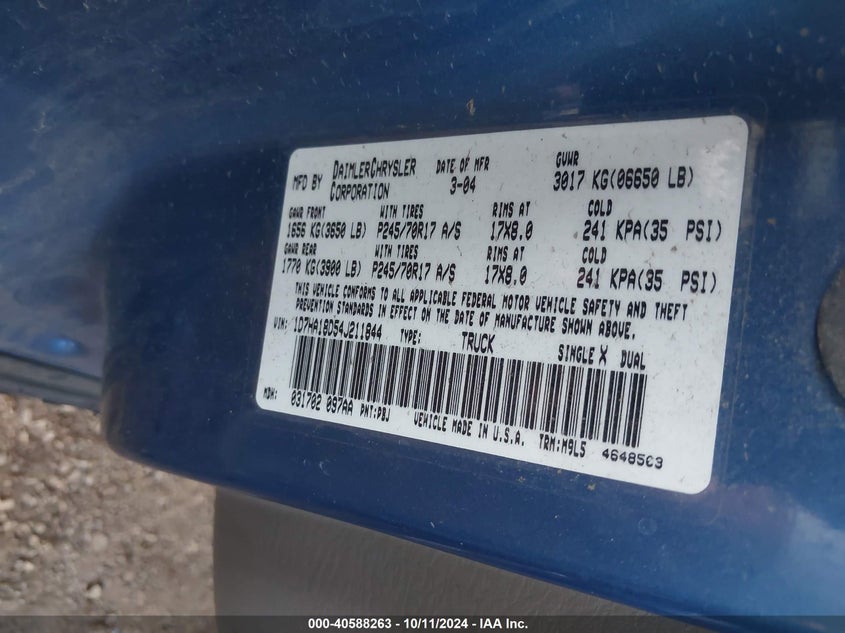 MFD BY DAIMLERCHRYSLER CORPORATION DATE OF MFR 3-04 GVWR 3017 KG(06650 LB)
GAWR FRONT WITH TIRES RIMS AT COLD
1656 KG(3650 LB) P245/70R17 A/S 17X8.0 241 KPA(35 PSI)
GAWR REAR WITH TIRES RIMS AT COLD
1770 KG(3900 LB) P245/70R17 A/S 17X8.0 241 KPA(35 PSI)
THIS VEHICLE CONFORMS TO ALL APPLICABLE FEDERAL MOTOR VEHICLE SAFETY AND THEFT
PREVENTION STANDARDS IN EFFECT ON THE DATE OF MANUFACTURE SHOWN ABOVE.
VIN: 1D7HA18D54J211844 TYPE: TRUCK SINGLE X DUAL
MDH: 031702 097AA PNT:PBJ VEHICLE MADE IN U.S.A. TRM:M9L5 4648503
000-40588263 - 10/11/2024 - IAA Inc.